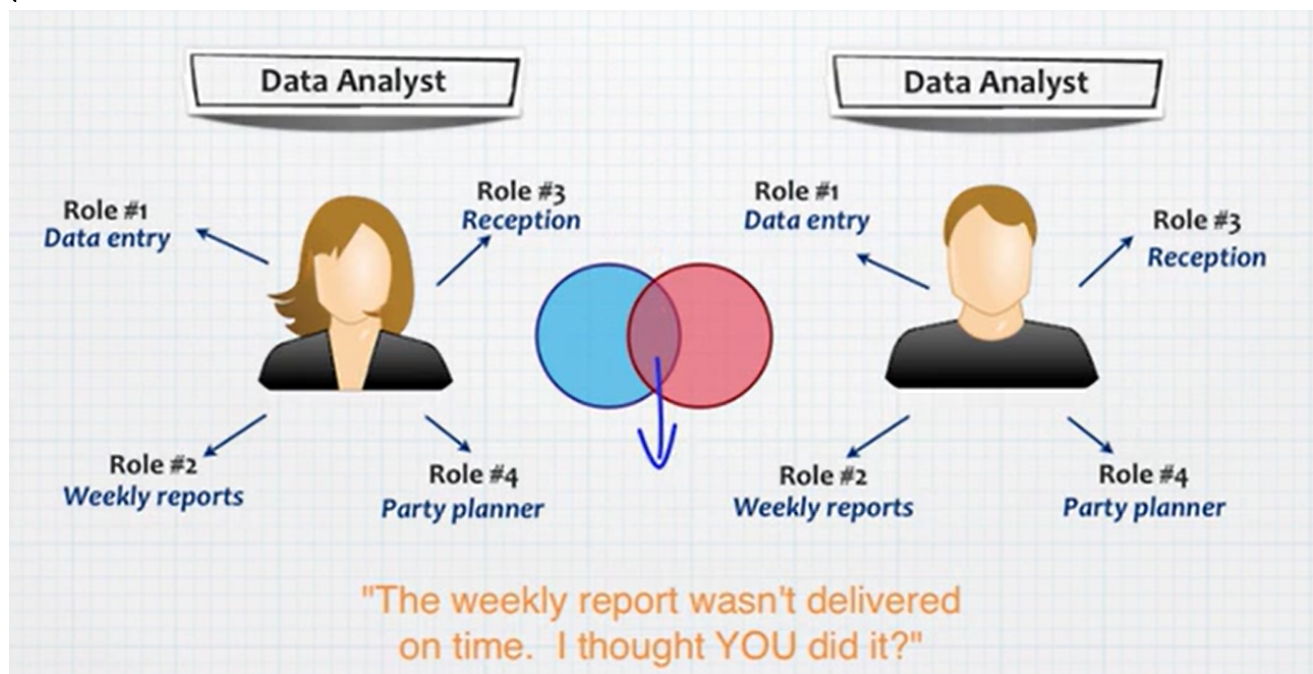 Data Analyst
Role #1
Data entry
Role #3
Reception
Role #2
Weekly reports
Role #4
Party planner
Data Analyst
Role #1
Data entry
Role #3
Reception
Role #2
Weekly reports
Role #4
Party planner
"The weekly report wasn't delivered
on time. I thought YOU did it?"